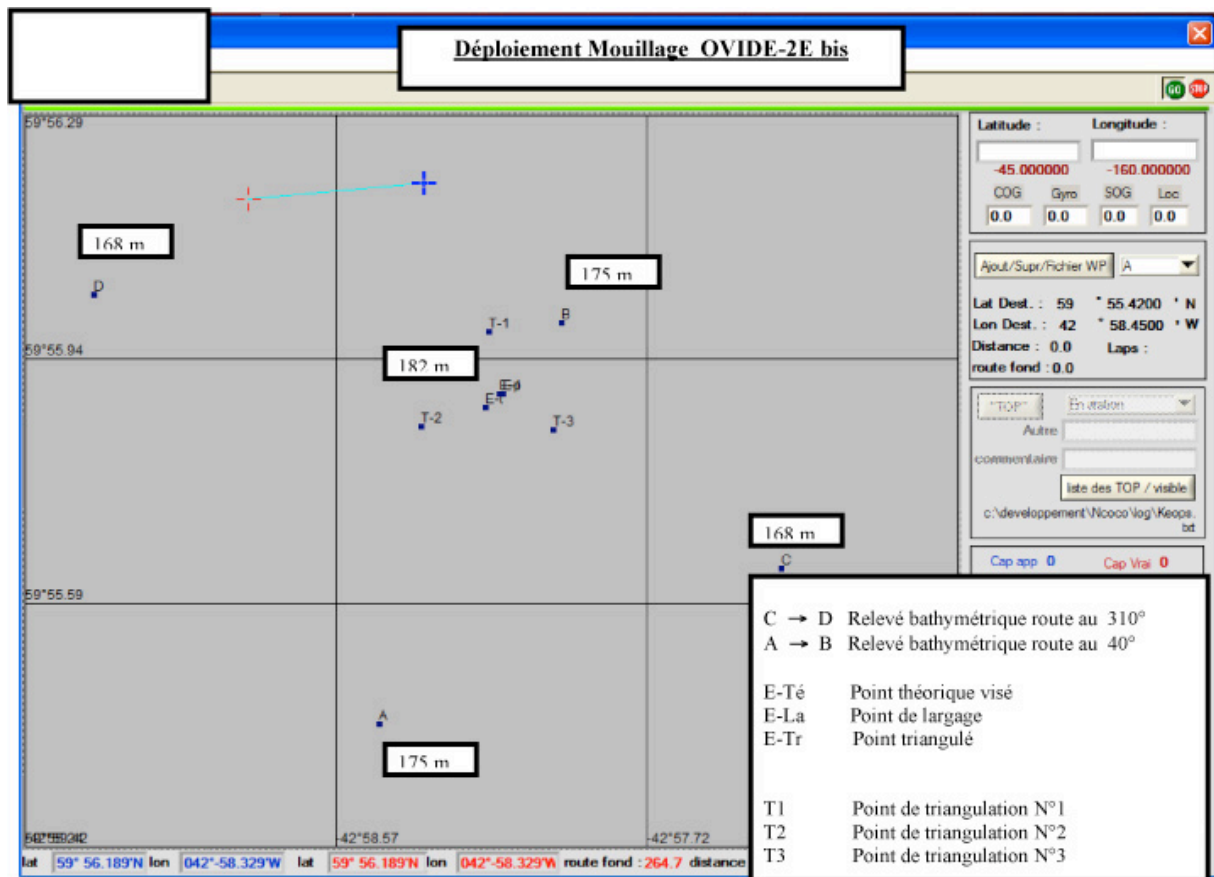 Déploiement Mouillage OVIDE-2E bis
GO
STOP
59°56.29
Latitude :
Longitude :
-45.000000
-160.000000
COG
Gyro
SOG
Loc
0.0
0.0
0.0
0.0
168 m
D
175 m
B
T-1
Ajout/Supr/Fichier WP
A
Lat Dest. : 59 ° 55.4200 ' N
Lon Dest. : 42 ° 58.4500 ' W
Distance : 0.0
Laps :
route fond : 0.0
59°55.94
182 m
E-t
T-2
T-3
"TOP"
En station
Autre
commentaire
liste des TOP / visible
c:\developpement\Ncoco\log\Keops.
txt
168 m
C
Cap app 0
Cap Vrai 0
59°55.59
C → D Relevé bathymétrique route au 310°
A → B Relevé bathymétrique route au 40°
E-Té Point théorique visé
E-La Point de largage
E-Tr Point triangulé
T1 Point de triangulation N°1
T2 Point de triangulation N°2
T3 Point de triangulation N°3
A
175 m
-42°58.57
-42°57.72
lat 59° 56.189'N lon 042°-58.329'W lat 59° 56.189'N lon 042°-58.329'W route fond : 264.7 distance